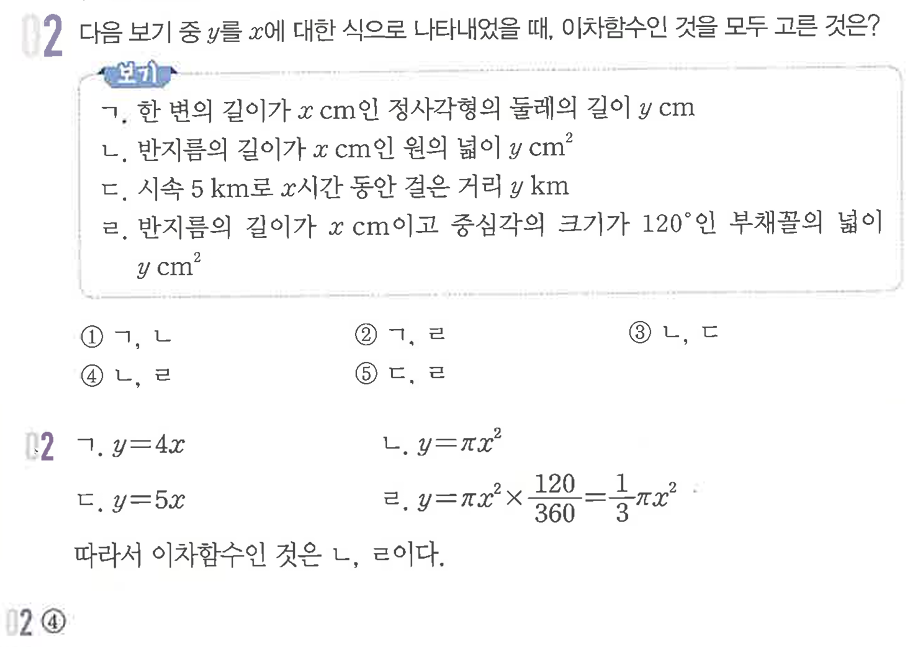 02 다음 보기 중 y를 x에 대한 식으로 나타내었을 때, 이차함수인 것을 모두 고른 것은?
보기
ㄱ. 한 변의 길이가 x cm인 정사각형의 둘레의 길이 y cm
ㄴ. 반지름의 길이가 x cm인 원의 넓이 y cm²
ㄷ. 시속 5 km로 x시간 동안 걸은 거리 y km
ㄹ. 반지름의 길이가 x cm이고 중심각의 크기가 120°인 부채꼴의 넓이
y cm²
① ㄱ, ㄴ ② ㄱ, ㄹ ③ ㄴ, ㄷ
④ ㄴ, ㄹ ⑤ ㄷ, ㄹ
02 ㄱ. y=4x ㄴ. y=πx²
ㄷ. y=5x ㄹ. y=πx²×120/360=1/3πx²
따라서 이차함수인 것은 ㄴ, ㄹ이다.
02 ④